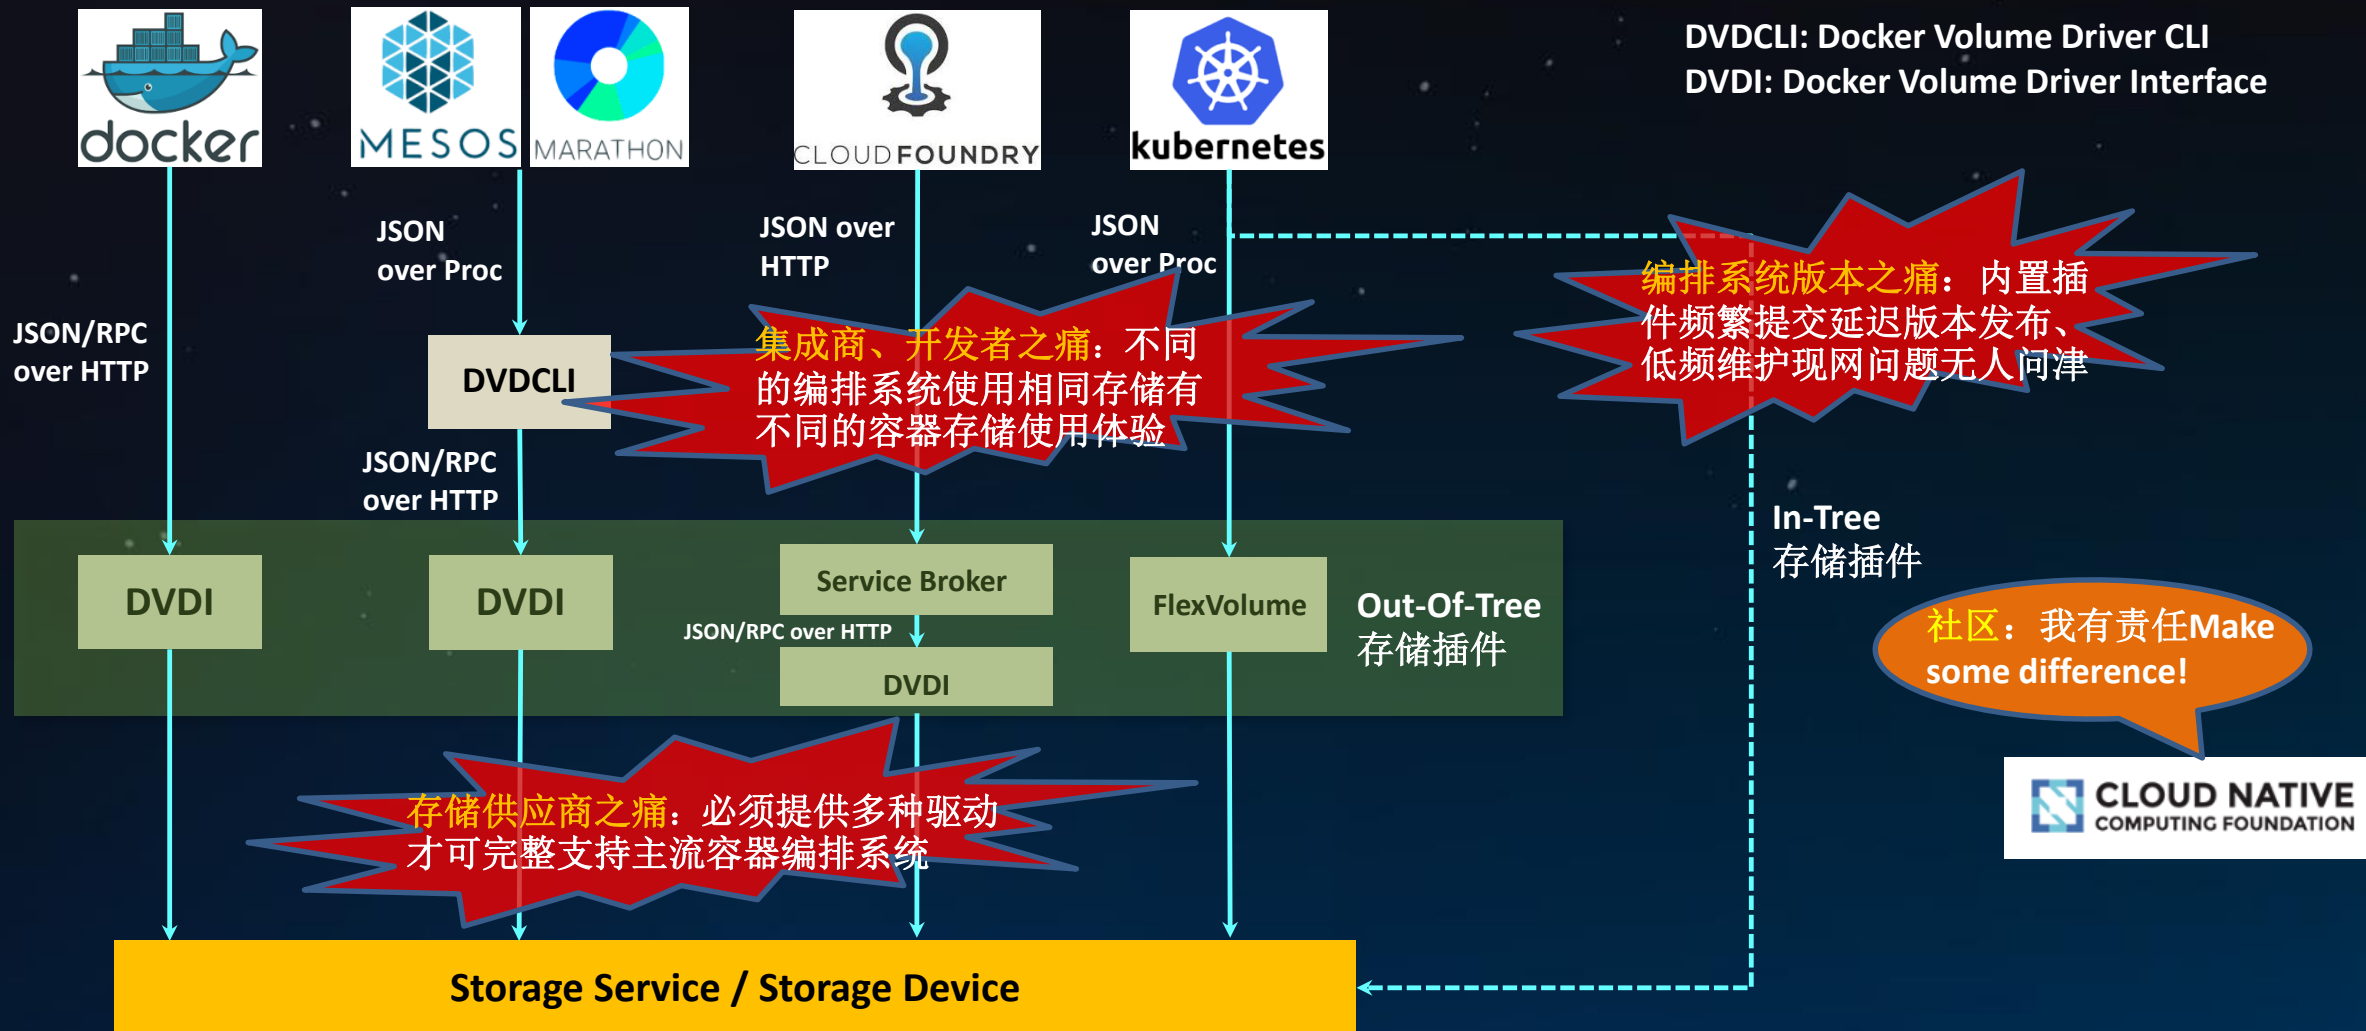 docker
MESOS
MARATHON
CLOUD FOUNDRY
kubernetes
DVDCLI: Docker Volume Driver CLI
DVDI: Docker Volume Driver Interface
JSON/RPC
over HTTP
JSON
over Proc
JSON over
HTTP
JSON
over Proc
编排系统版本之痛：内置插
件频繁提交延迟版本发布、
低频维护现网问题无人问津
DVDCLI
集成商、开发者之痛：不同
的编排系统使用相同存储有
不同的容器存储使用体验
JSON/RPC
over HTTP
In-Tree
存储插件
DVDI
DVDI
Service Broker
JSON/RPC over HTTP
DVDI
FlexVolume
Out-Of-Tree
存储插件
社区：我有责任Make
some difference!
CLOUD NATIVE
COMPUTING FOUNDATION
存储供应商之痛：必须提供多种驱动
才可完整支持主流容器编排系统
Storage Service / Storage Device